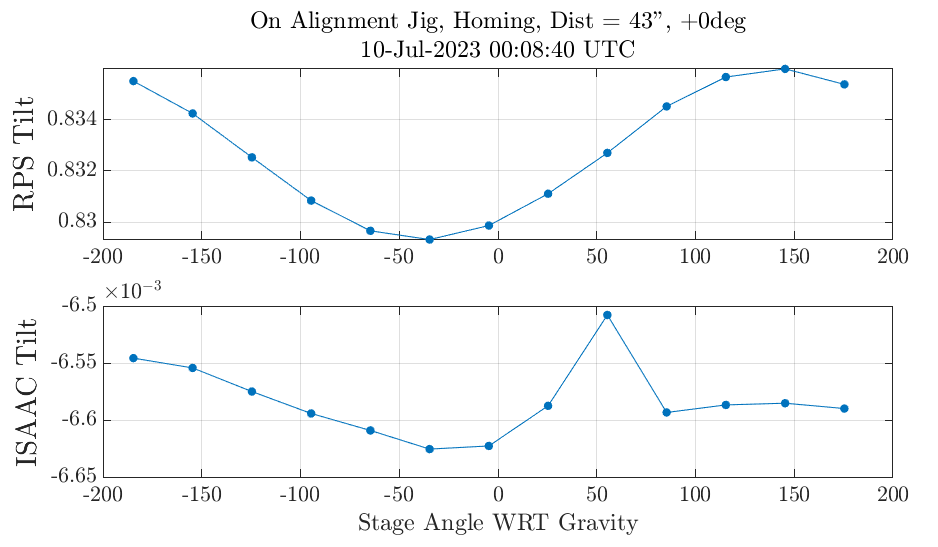 On Alignment Jig, Homing, Dist = 43", +0deg
10-Jul-2023 00:08:40 UTC
RPS Tilt
0.834
0.832
0.83
-200 -150 -100 -50 0 50 100 150 200
×10⁻³
ISAAC Tilt
-6.5
-6.55
-6.6
-6.65
-200 -150 -100 -50 0 50 100 150 200
Stage Angle WRT Gravity